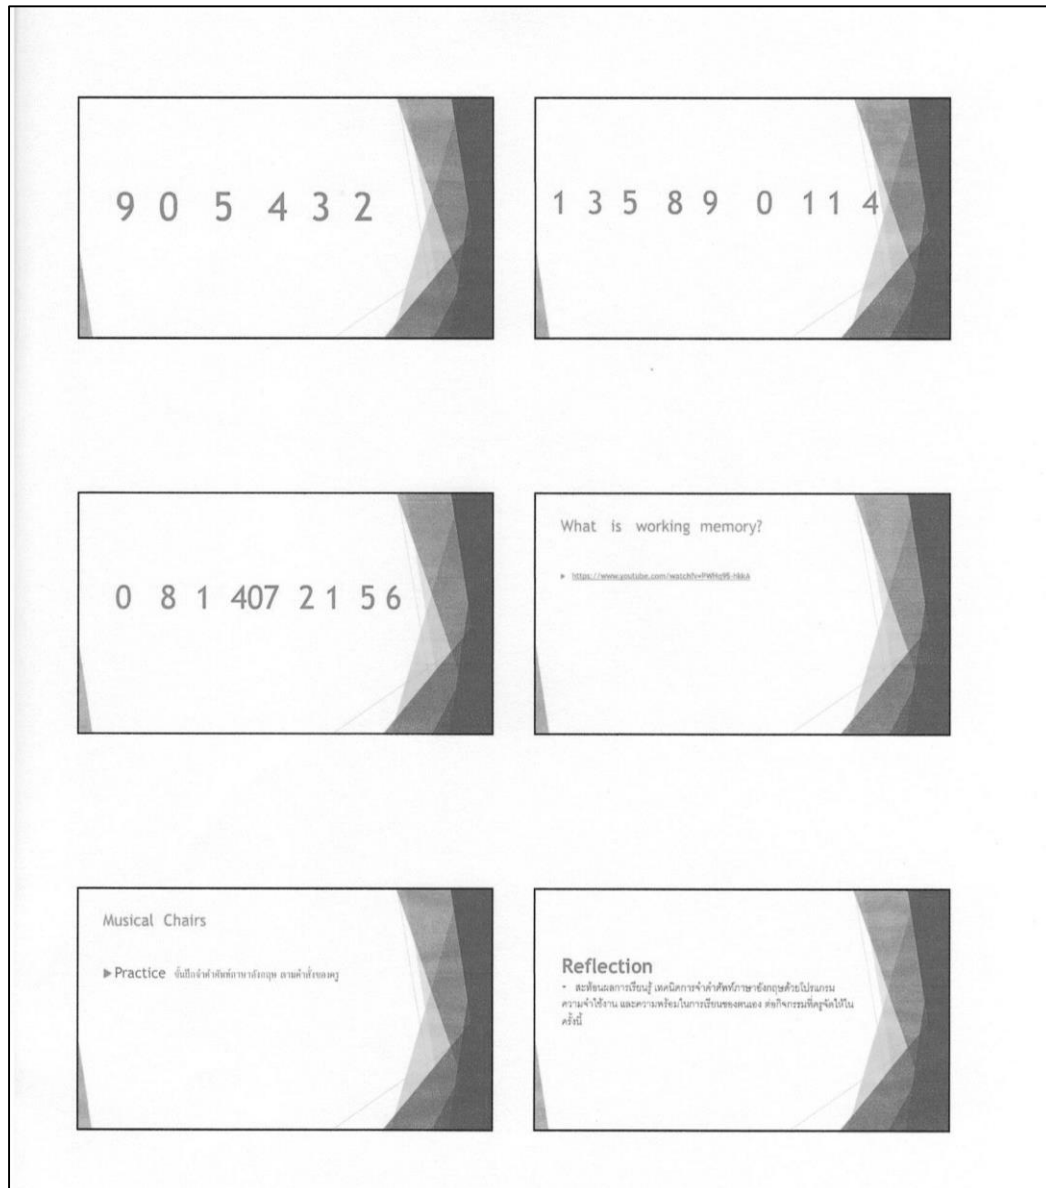 9 0 5 4 3 2
1 3 5 8 9 0 1 1 4
0 8 1 407 2 1 5 6
What is working memory?
Musical Chairs
Practice ขั้นฝึกจำคำศัพท์ภาษาอังกฤษ ตามคำสั่งของครู
Reflection
- สะท้อนผลการเรียนรู้ เทคนิคการจำคำศัพท์ภาษาอังกฤษด้วยโปรแกรม
ความจำใช้งาน และความพร้อมในการเรียนของตนเอง ต่อกิจกรรมที่ครูจัดให้ใน
ครั้งนี้